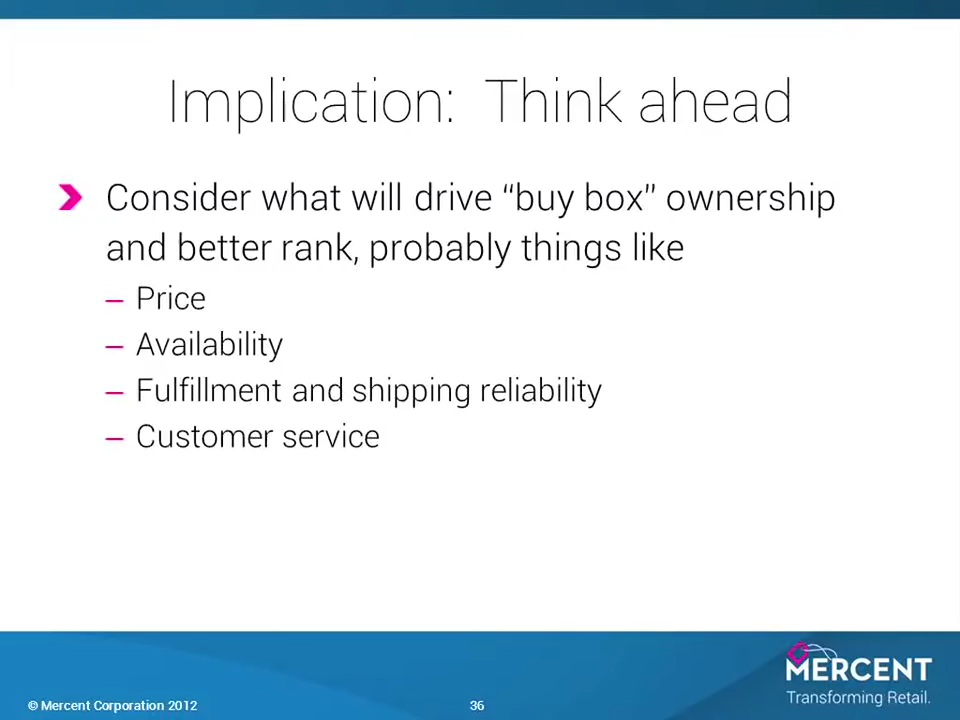 Implication: Think ahead
Consider what will drive “buy box” ownership
and better rank, probably things like
– Price
– Availability
– Fulfillment and shipping reliability
– Customer service
MERCENT
Transforming Retail.
© Mercent Corporation 2012
36